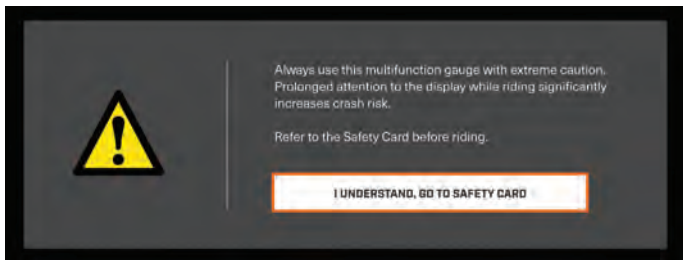 Always use this multifunction gauge with extreme caution.
Prolonged attention to the display while riding significantly
increases crash risk.
Refer to the Safety Card before riding.
I UNDERSTAND, GO TO SAFETY CARD